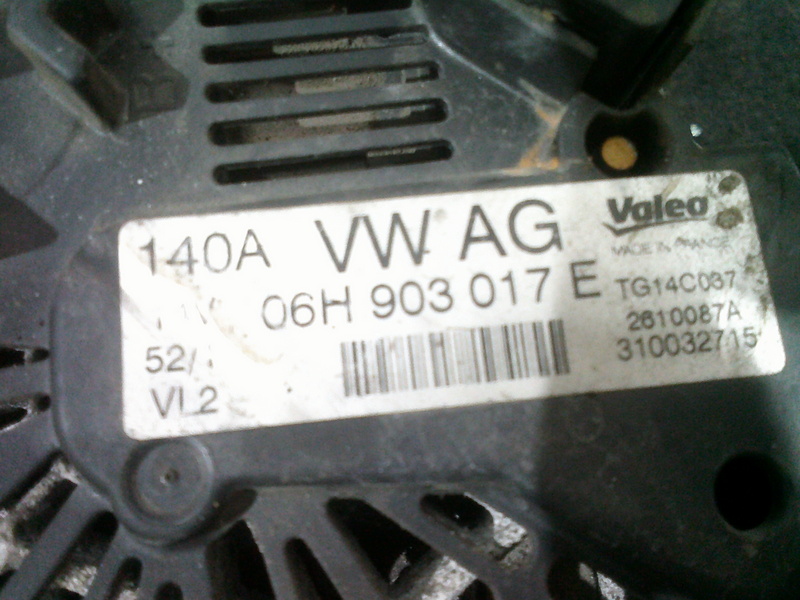 140A VW AG Valeo
MADE IN FRANCE
06H 903 017 E TG14C037
2610087A
52/ 310032715
VL2